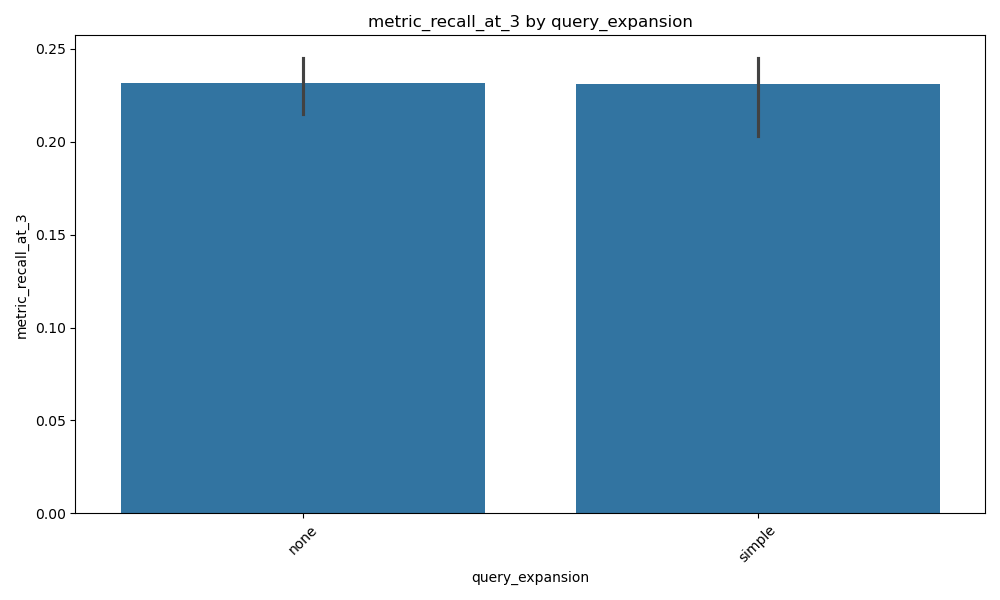 metric_recall_at_3 by query_expansion
metric_recall_at_3
0.25
0.20
0.15
0.10
0.05
0.00
none
simple
query_expansion